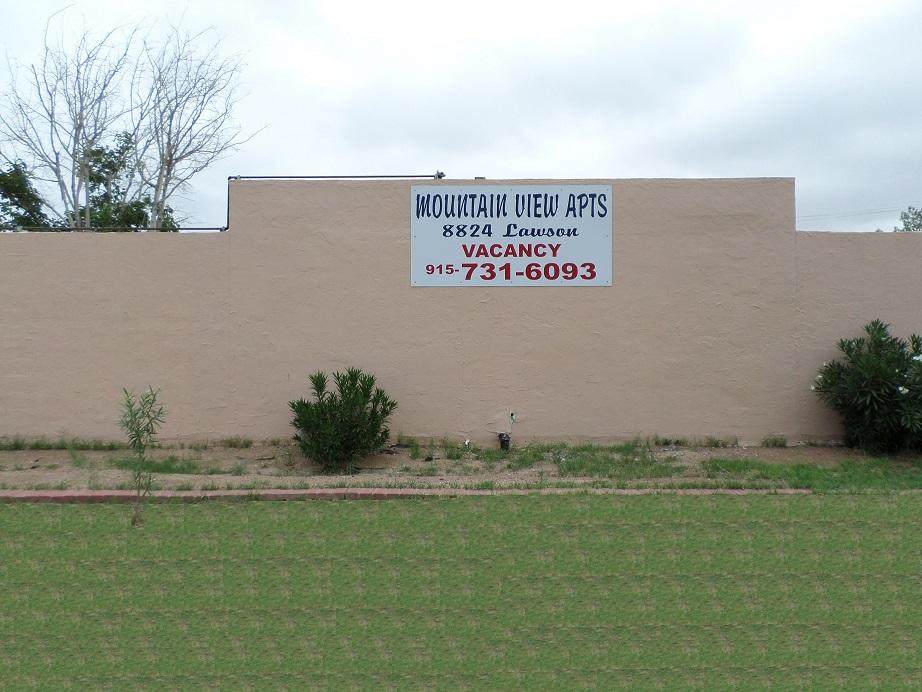 MOUNTAIN VIEW APTS
8824 Lawson
VACANCY
915-731-6093